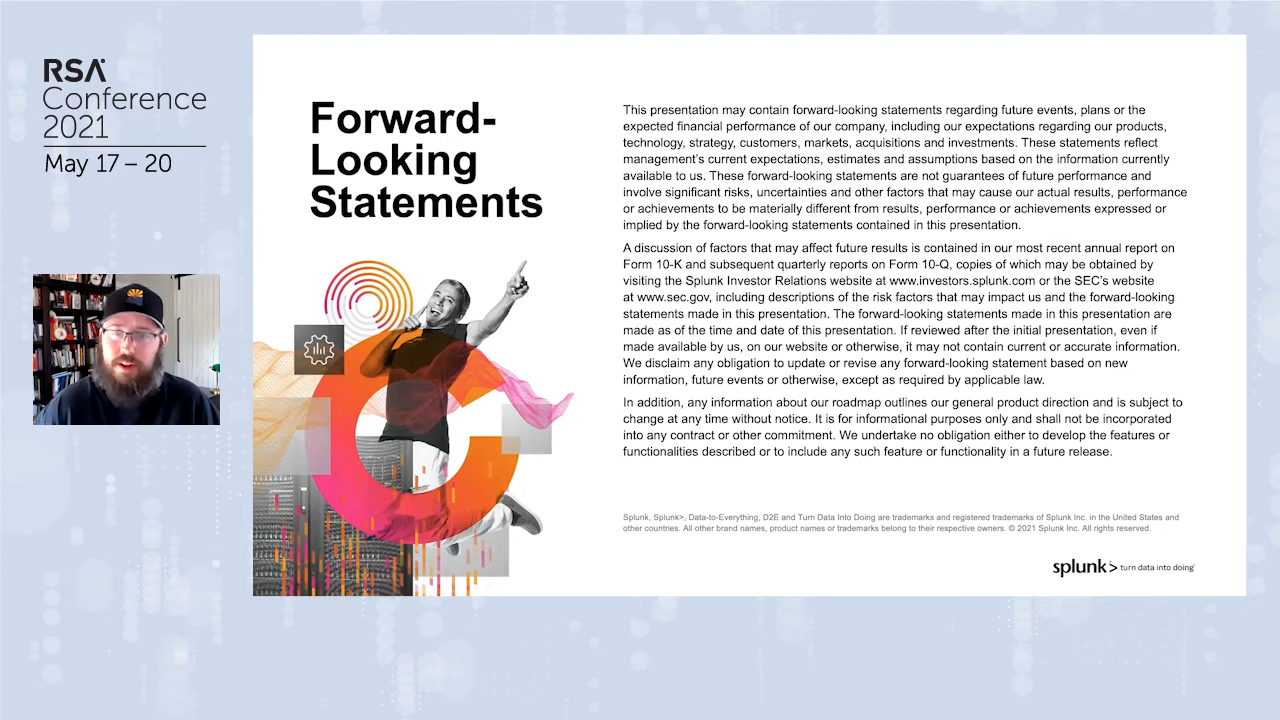 RSA
Conference
2021
May 17 – 20
Forward-
Looking
Statements
This presentation may contain forward-looking statements regarding future events, plans or the
expected financial performance of our company, including our expectations regarding our products,
technology, strategy, customers, markets, acquisitions and investments. These statements reflect
management's current expectations, estimates and assumptions based on the information currently
available to us. These forward-looking statements are not guarantees of future performance and
involve significant risks, uncertainties and other factors that may cause our actual results, performance
or achievements to be materially different from results, performance or achievements expressed or
implied by the forward-looking statements contained in this presentation.
A discussion of factors that may affect future results is contained in our most recent annual report on
Form 10-K and subsequent quarterly reports on Form 10-Q, copies of which may be obtained by
visiting the Splunk Investor Relations website at www.investors.splunk.com or the SEC's website
at www.sec.gov, including descriptions of the risk factors that may impact us and the forward-looking
statements made in this presentation. The forward-looking statements made in this presentation are
made as of the time and date of this presentation. If reviewed after the initial presentation, even if
made available by us, on our website or otherwise, it may not contain current or accurate information.
We disclaim any obligation to update or revise any forward-looking statement based on new
information, future events or otherwise, except as required by applicable law.
In addition, any information about our roadmap outlines our general product direction and is subject to
change at any time without notice. It is for informational purposes only and shall not be incorporated
into any contract or other commitment. We undertake no obligation either to develop the features or
functionalities described or to include any such feature or functionality in a future release.
Splunk, Splunk>, Data-to-Everything, D2E and Turn Data Into Doing are trademarks and registered trademarks of Splunk Inc. in the United States and
other countries. All other brand names, product names or trademarks belong to their respective owners. © 2021 Splunk Inc. All rights reserved.
splunk> turn data into doing